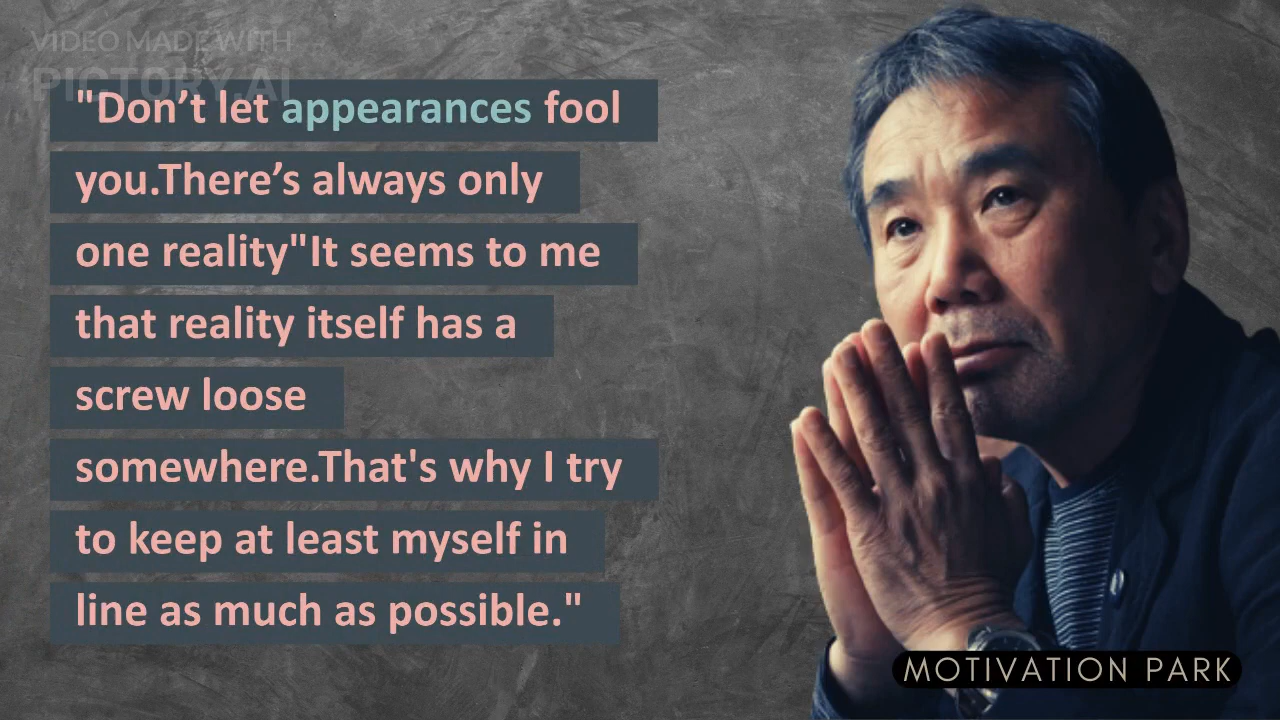 VIDEO MADE WITH
PICTORY.AI
"Don’t let appearances fool
you.There’s always only
one reality"It seems to me
that reality itself has a
screw loose
somewhere.That's why I try
to keep at least myself in
line as much as possible."
MOTIVATION PARK